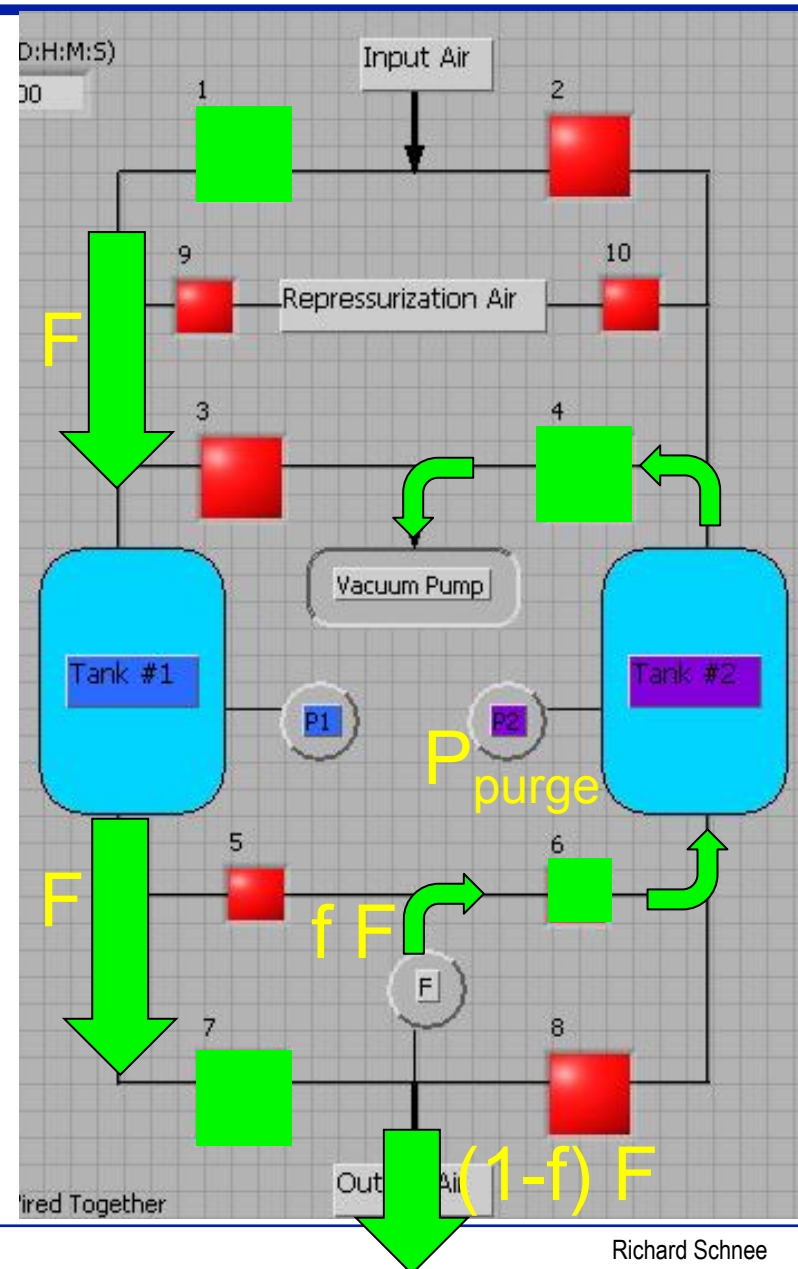 D:H:M:S)
00
Input Air
1
2
9
10
Repressurization Air
F
3
4
Vacuum Pump
Tank #1
Tank #2
P1
P2
P purge
5
6
F
f F
F
7
8
(1-f) F
Out Air
ired Together
Richard Schnee